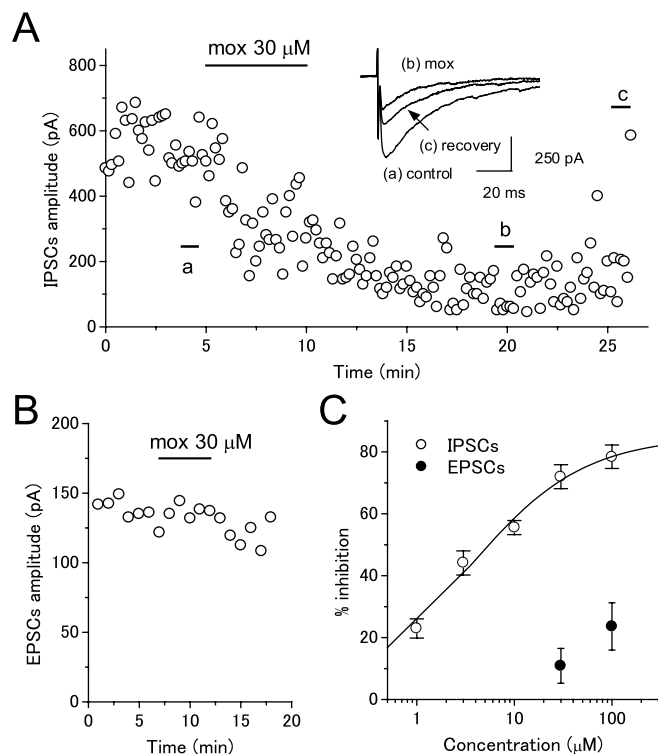 A
mox 30 μM
IPSCs amplitude (pA)
800
600
400
200
0
a
b
c
(b) mox
(c) recovery
(a) control
250 pA
20 ms
0
5
10
15
20
25
Time (min)
B
mox 30 μM
EPSCs amplitude (pA)
200
150
100
50
0
0
5
10
15
20
Time (min)
C
IPSCs
EPSCs
% inhibition
80
60
40
20
0
1
10
100
Concentration (μM)